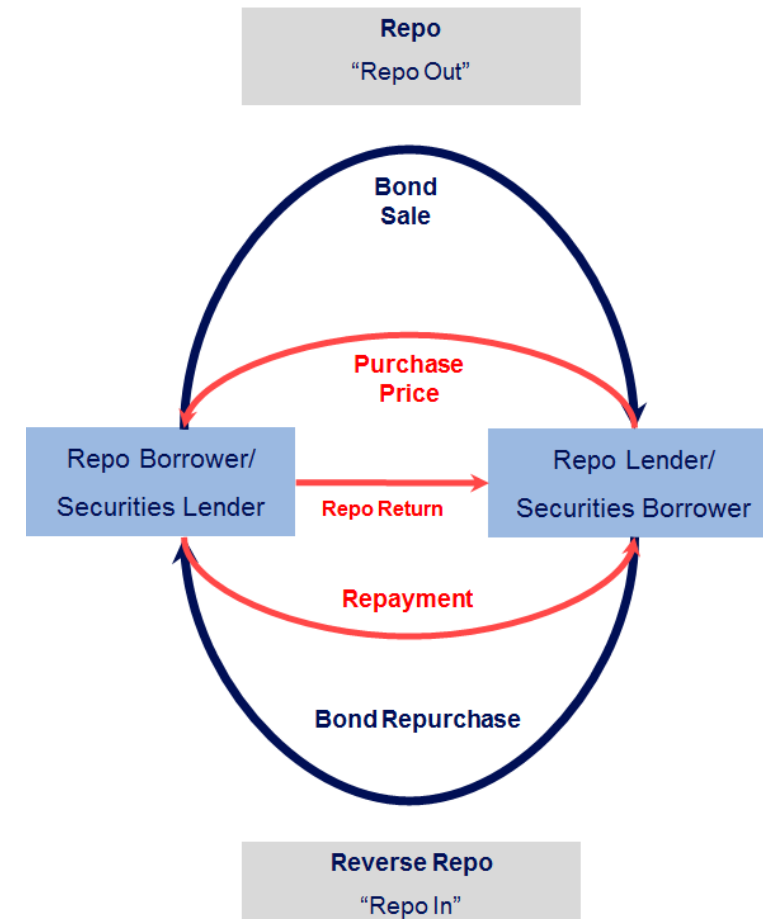 Repo
“Repo Out”
Bond
Sale
Purchase
Price
Repo Borrower/
Securities Lender
Repo Return
Repo Lender/
Securities Borrower
Repayment
Bond Repurchase
Reverse Repo
“Repo In”